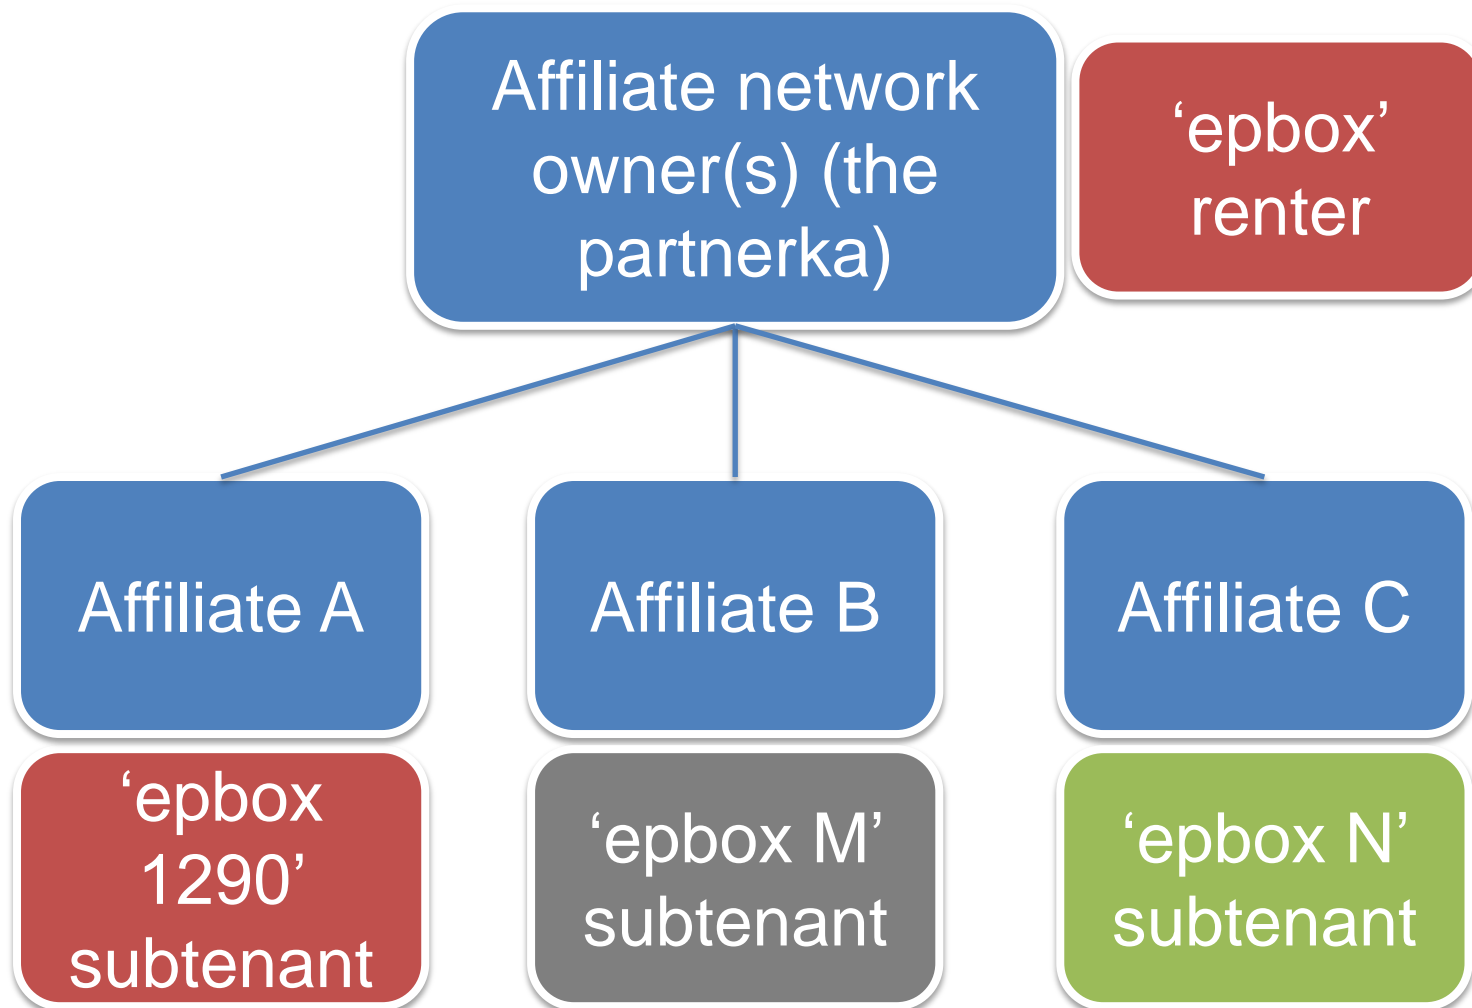 Affiliate network
owner(s) (the
partnerka)
‘epbox’
renter
Affiliate A
Affiliate B
Affiliate C
‘epbox
1290’
subtenant
‘epbox M’
subtenant
‘epbox N’
subtenant